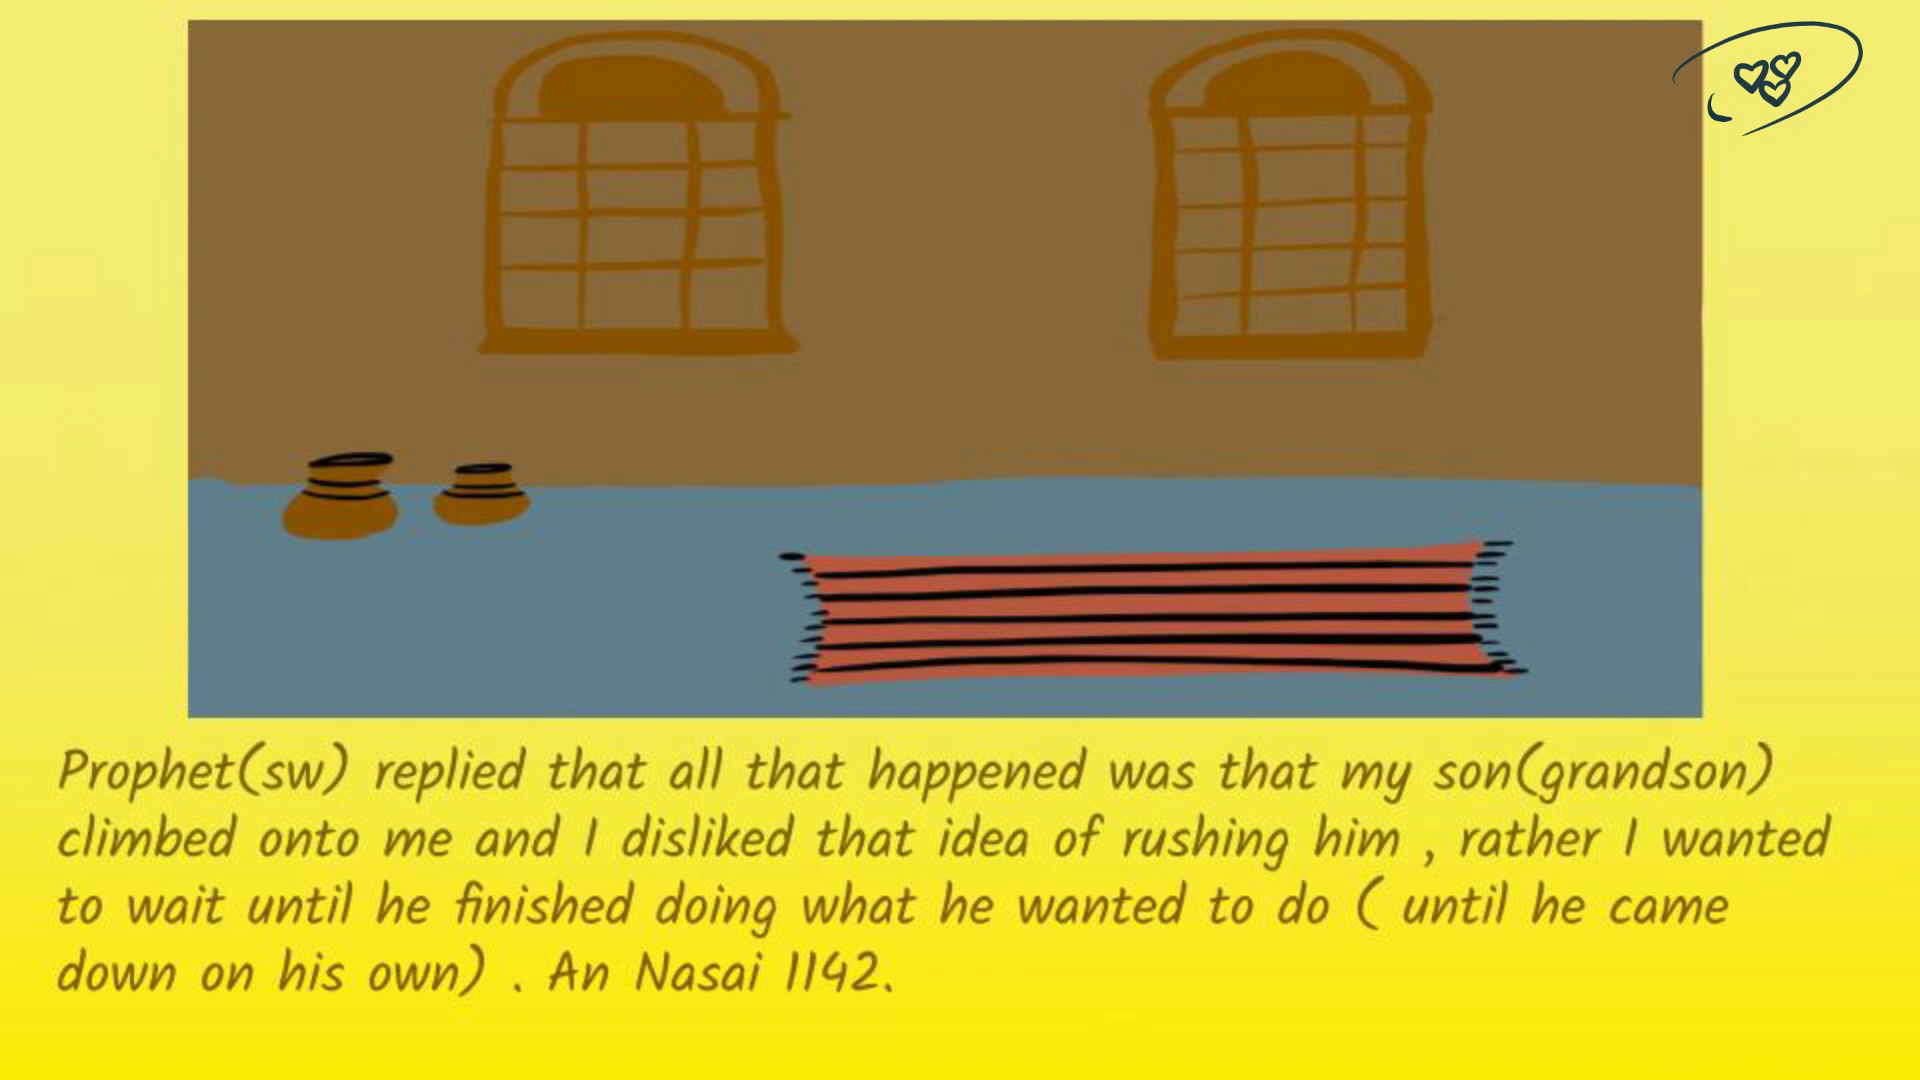 Prophet(sw) replied that all that happened was that my son(grandson)
climbed onto me and I disliked that idea of rushing him , rather I wanted
to wait until he finished doing what he wanted to do ( until he came
down on his own) . An Nasai 1142.